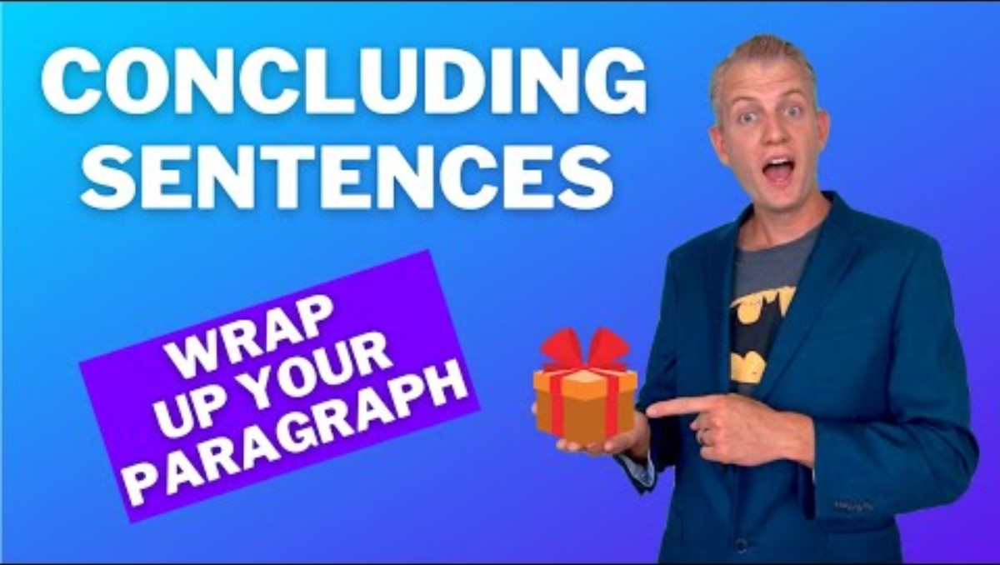 CONCLUDING
SENTENCES
WRAP
UP YOUR
PARAGRAPH